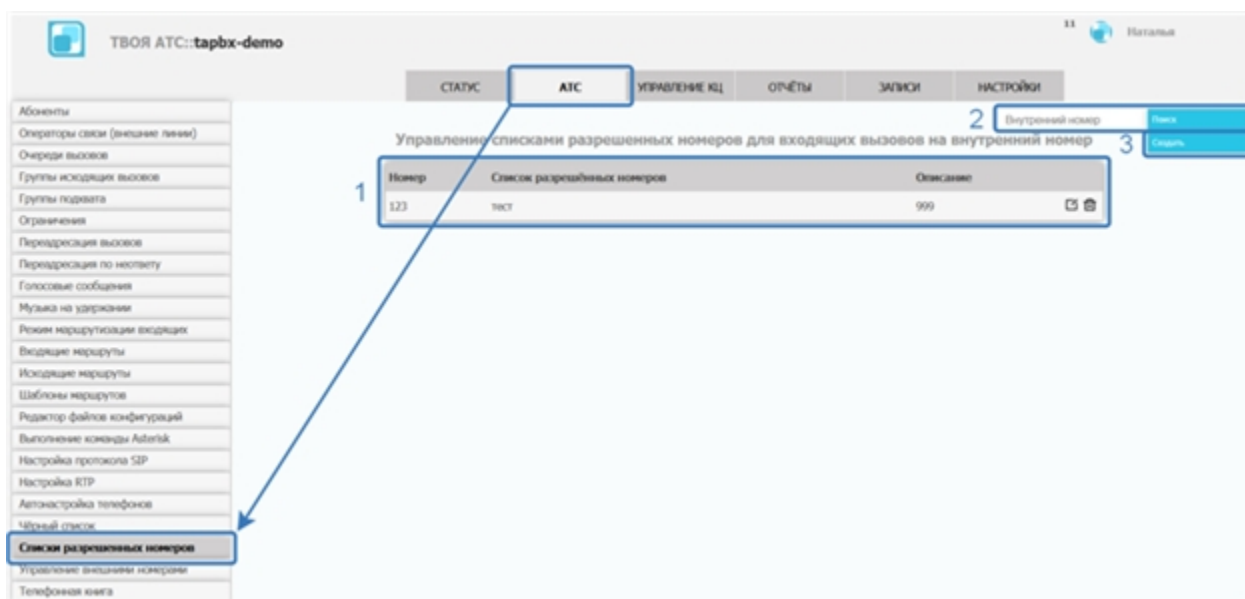 11
Наталья
ТВОЯ АТС::tapbx-demo
СТАТУС АТС УПРАВЛЕНИЕ КЦ ОТЧЁТЫ ЗАПИСИ НАСТРОЙКИ
2 Внутренний номер Поиск
3 Создать
Управление списками разрешенных номеров для входящих вызовов на внутренний номер
1
Номер Список разрешённых номеров Описание
123 тест 999
Абоненты
Операторы связи (внешние линии)
Очереди вызовов
Группы исходящих вызовов
Группы подхвата
Ограничения
Переадресация вызовов
Переадресация по неответу
Голосовые сообщения
Музыка на удержании
Режим маршрутизации входящих
Входящие маршруты
Исходящие маршруты
Шаблоны маршрутов
Редактор файлов конфигураций
Выполнение команды Asterisk
Настройка протокола SIP
Настройка RTP
Автонастройка телефонов
Чёрный список
Списки разрешенных номеров
Управление внешними номерами
Телефонная книга